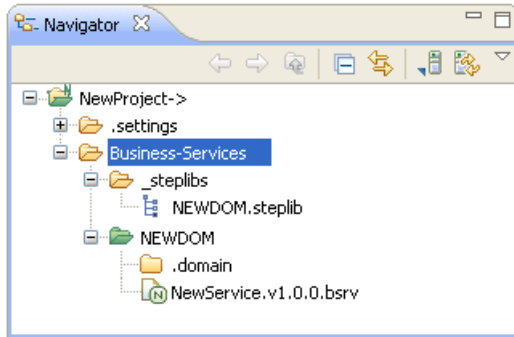 Navigator
NewProject->
.settings
Business-Services
_steplibs
NEWDOM.steplib
NEWDOM
.domain
NewService.v1.0.0.bsrv